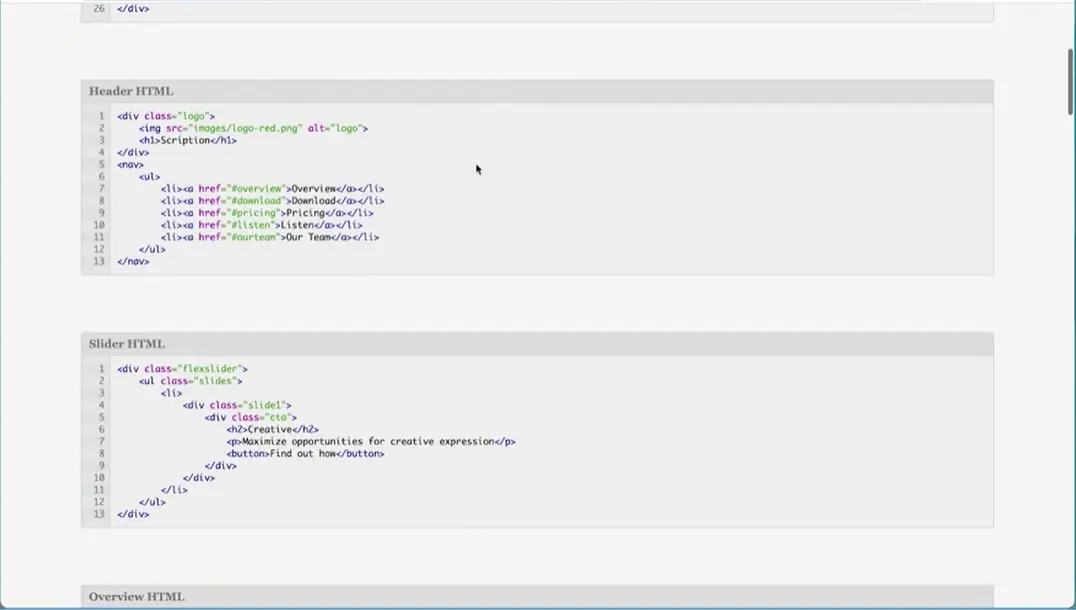 26 </div>
Header HTML
1 <div class="logo">
2 <img src="images/logo-red.png" alt="logo">
3 <h1>Scription</h1>
4 </div>
5 <nav>
6 <ul>
7 <li><a href="#overview">Overview</a></li>
8 <li><a href="#download">Download</a></li>
9 <li><a href="#pricing">Pricing</a></li>
10 <li><a href="#listen">Listen</a></li>
11 <li><a href="#ourteam">Our Team</a></li>
12 </ul>
13 </nav>
Slider HTML
1 <div class="flexslider">
2 <ul class="slides">
3 <li>
4 <div class="slide1">
5 <div class="cta">
6 <h2>Creative</h2>
7 <p>Maximize opportunities for creative expression</p>
8 <button>Find out how</button>
9 </div>
10 </div>
11 </li>
12 </ul>
13 </div>
Overview HTML